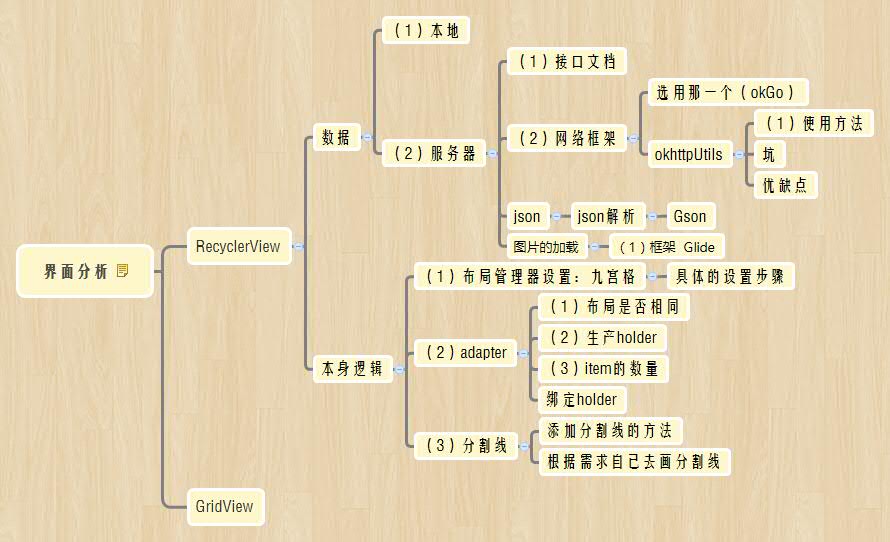 界面分析
RecyclerView
数据
（1）本地
（2）服务器
（1）接口文档
（2）网络框架
选用那一个（okGo）
okhttpUtils
（1）使用方法
坑
优缺点
json
json解析
Gson
图片的加载
（1）框架 Glide
本身逻辑
（1）布局管理器设置：九宫格
具体的设置步骤
（2）adapter
（1）布局是否相同
（2）生产holder
（3）item的数量
绑定holder
（3）分割线
添加分割线的方法
根据需求自已去画分割线
GridView